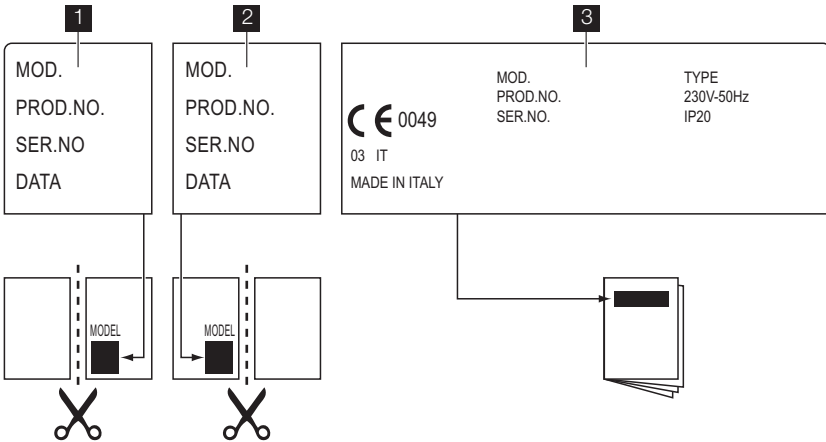 1
MOD.
PROD.NO.
SER.NO
DATA
2
MOD.
PROD.NO.
SER.NO
DATA
3
MOD.
PROD.NO.
SER.NO.
TYPE
230V-50Hz
IP20
CE 0049
03 IT
MADE IN ITALY
MODEL
MODEL